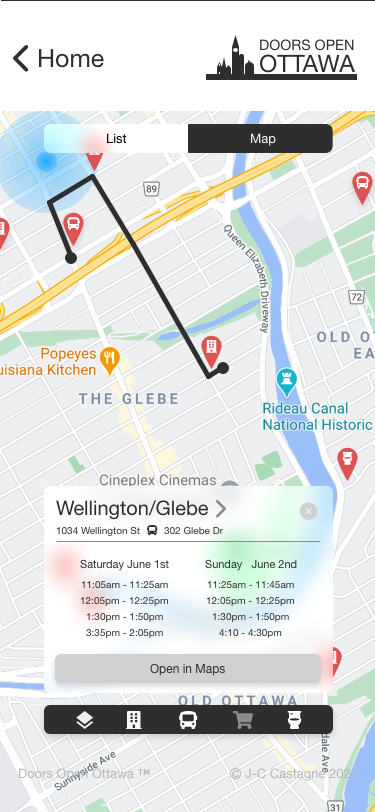 Home
DOORS OPEN
OTTAWA
List
Map
89
Queen Elizabeth Driveway
72
OLD O
EA
Popeyes
uisiana Kitchen
THE GLEBE
Rideau Canal
National Historic
Cineplex Cinemas
Wellington/Glebe
1034 Wellington St 302 Glebe Dr
Saturday June 1st Sunday June 2nd
11:05am - 11:25am 11:25am - 11:45am
12:05pm - 12:25pm 12:05pm - 12:25pm
1:30pm - 1:50pm 1:30pm - 1:50pm
3:35pm - 2:05pm 4:10 - 4:30pm
Open in Maps
OLD OTTAWA
Sunnyside Ave
dale Ave
Doors Open Ottawa ™ © J-C Castagne
31